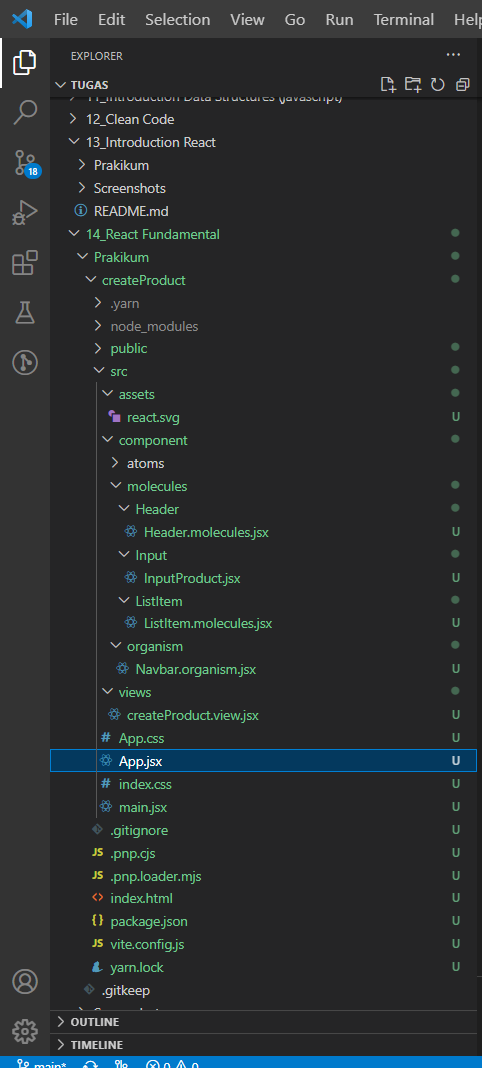 File Edit Selection View Go Run Terminal Help
EXPLORER ...
TUGAS
11_Introduction Data Structures (javascript)
12_Clean Code
13_Introduction React
Prakikum
Screenshots
README.md
14_React Fundamental
Prakikum
createProduct
.yarn
node_modules
public
src
assets
react.svg U
component
atoms
molecules
Header
Header.molecules.jsx U
Input
InputProduct.jsx U
ListItem
ListItem.molecules.jsx U
organism
Navbar.organism.jsx U
views
createProduct.view.jsx U
# App.css U
App.jsx U
# index.css U
main.jsx U
.gitignore U
JS .pnp.cjs U
JS .pnp.loader.mjs U
<> index.html U
{} package.json U
JS vite.config.js U
yarn.lock U
.gitkeep
OUTLINE
TIMELINE
main* 0 0
18